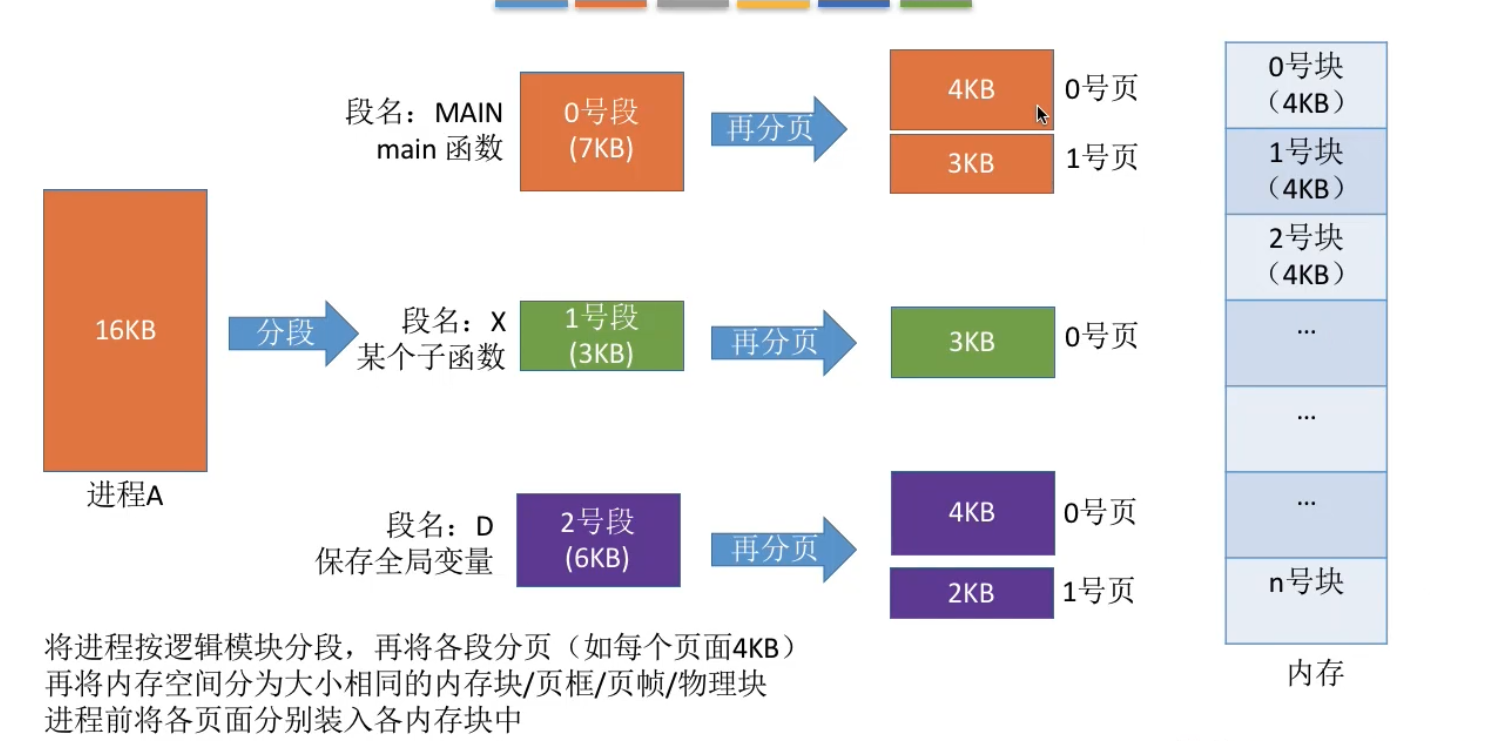 段名：MAIN
main 函数
0号段
(7KB)
再分页
4KB
0号页
3KB
1号页
16KB
进程A
分段
段名：X
某个子函数
1号段
(3KB)
再分页
3KB
0号页
段名：D
保存全局变量
2号段
(6KB)
再分页
4KB
0号页
2KB
1号页
0号块
（4KB）
1号块
（4KB）
2号块
（4KB）
...
...
...
n号块
内存
将进程按逻辑模块分段，再将各段分页（如每个页面4KB）
再将内存空间分为大小相同的内存块/页框/页帧/物理块
进程前将各页面分别装入各内存块中